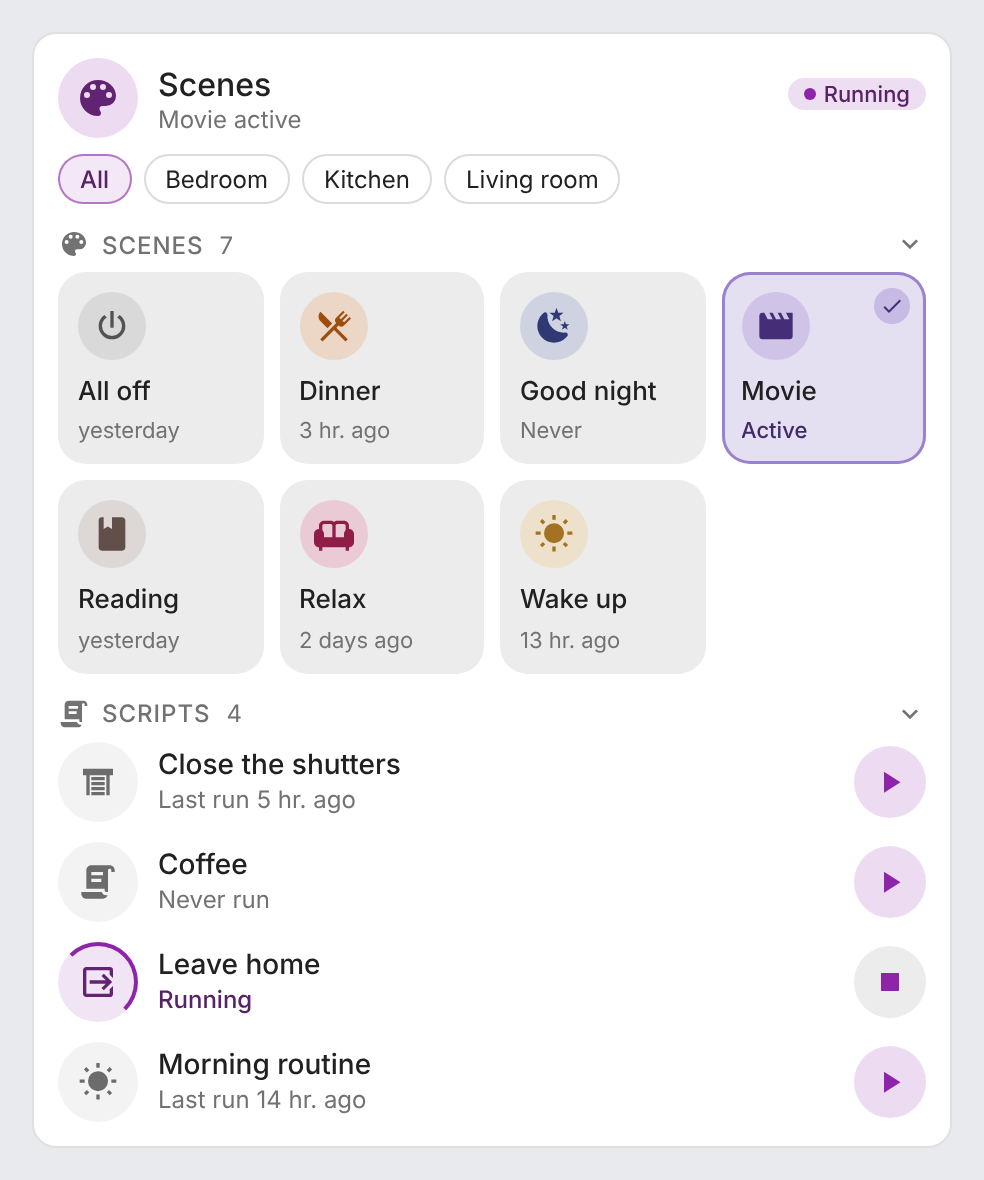 Scenes
Movie active
Running
All
Bedroom
Kitchen
Living room
SCENES 7
All off
yesterday
Dinner
3 hr. ago
Good night
Never
Movie
Active
Reading
yesterday
Relax
2 days ago
Wake up
13 hr. ago
SCRIPTS 4
Close the shutters
Last run 5 hr. ago
Coffee
Never run
Leave home
Running
Morning routine
Last run 14 hr. ago